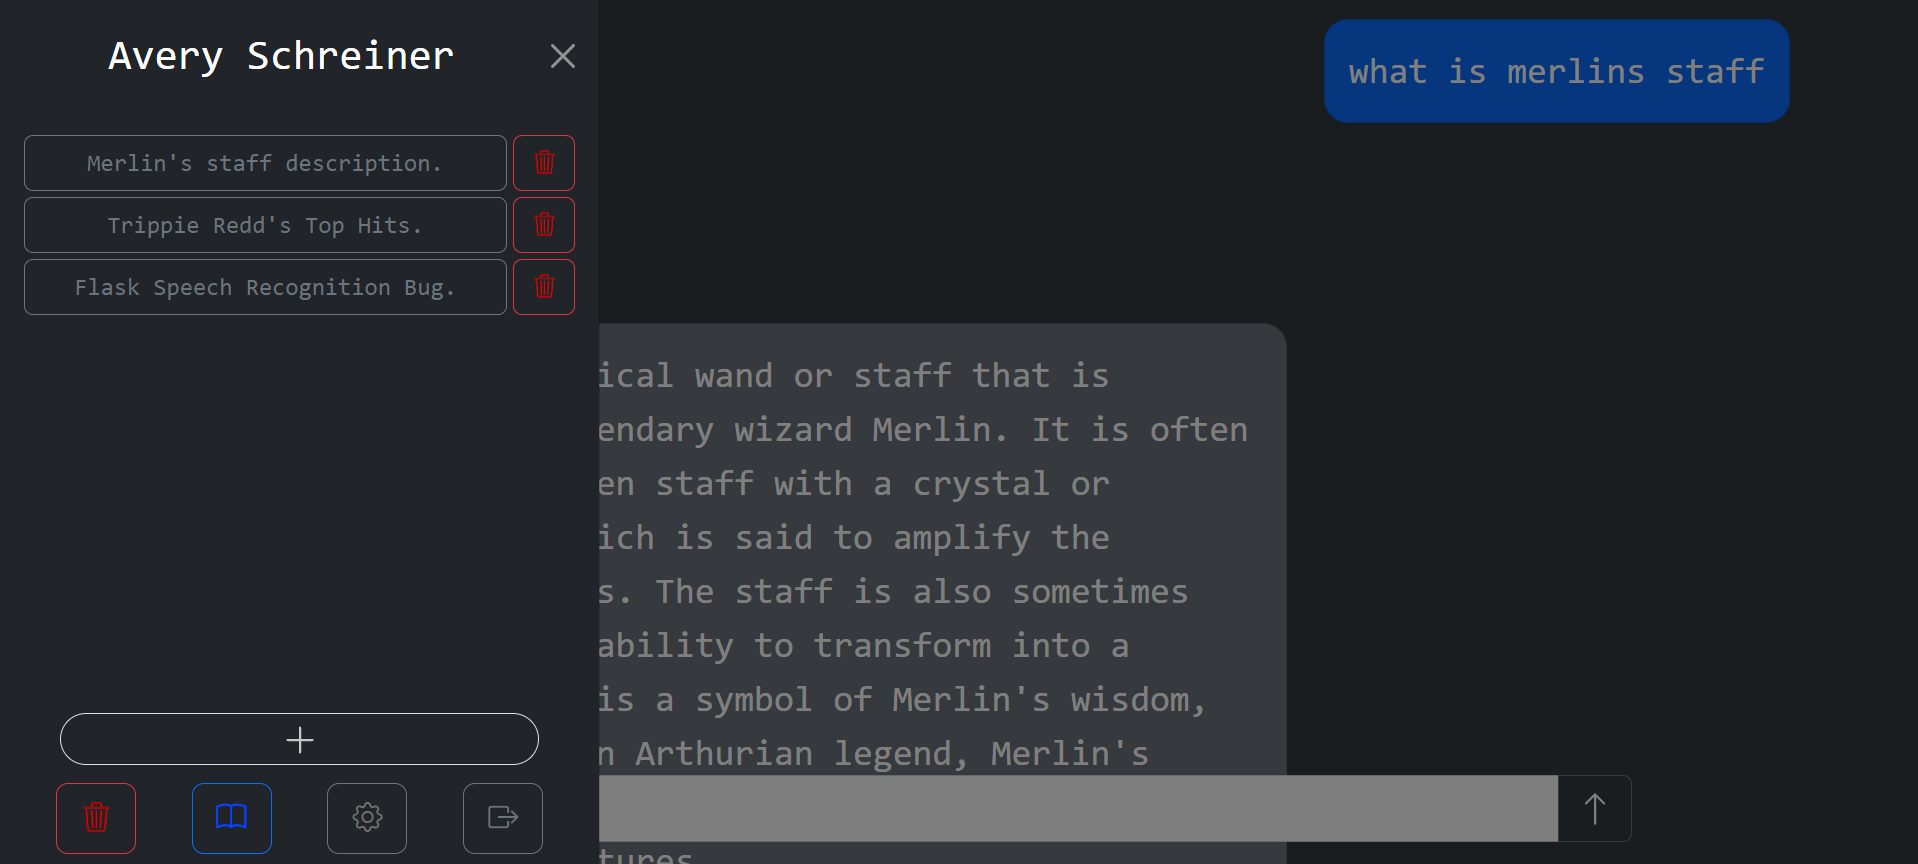 Avery Schreiner
Merlin's staff description.
Trippie Redd's Top Hits.
Flask Speech Recognition Bug.
what is merlins staff
ical wand or staff that is
endary wizard Merlin. It is often
en staff with a crystal or
ich is said to amplify the
s. The staff is also sometimes
ability to transform into a
is a symbol of Merlin's wisdom,
n Arthurian legend, Merlin's
tures